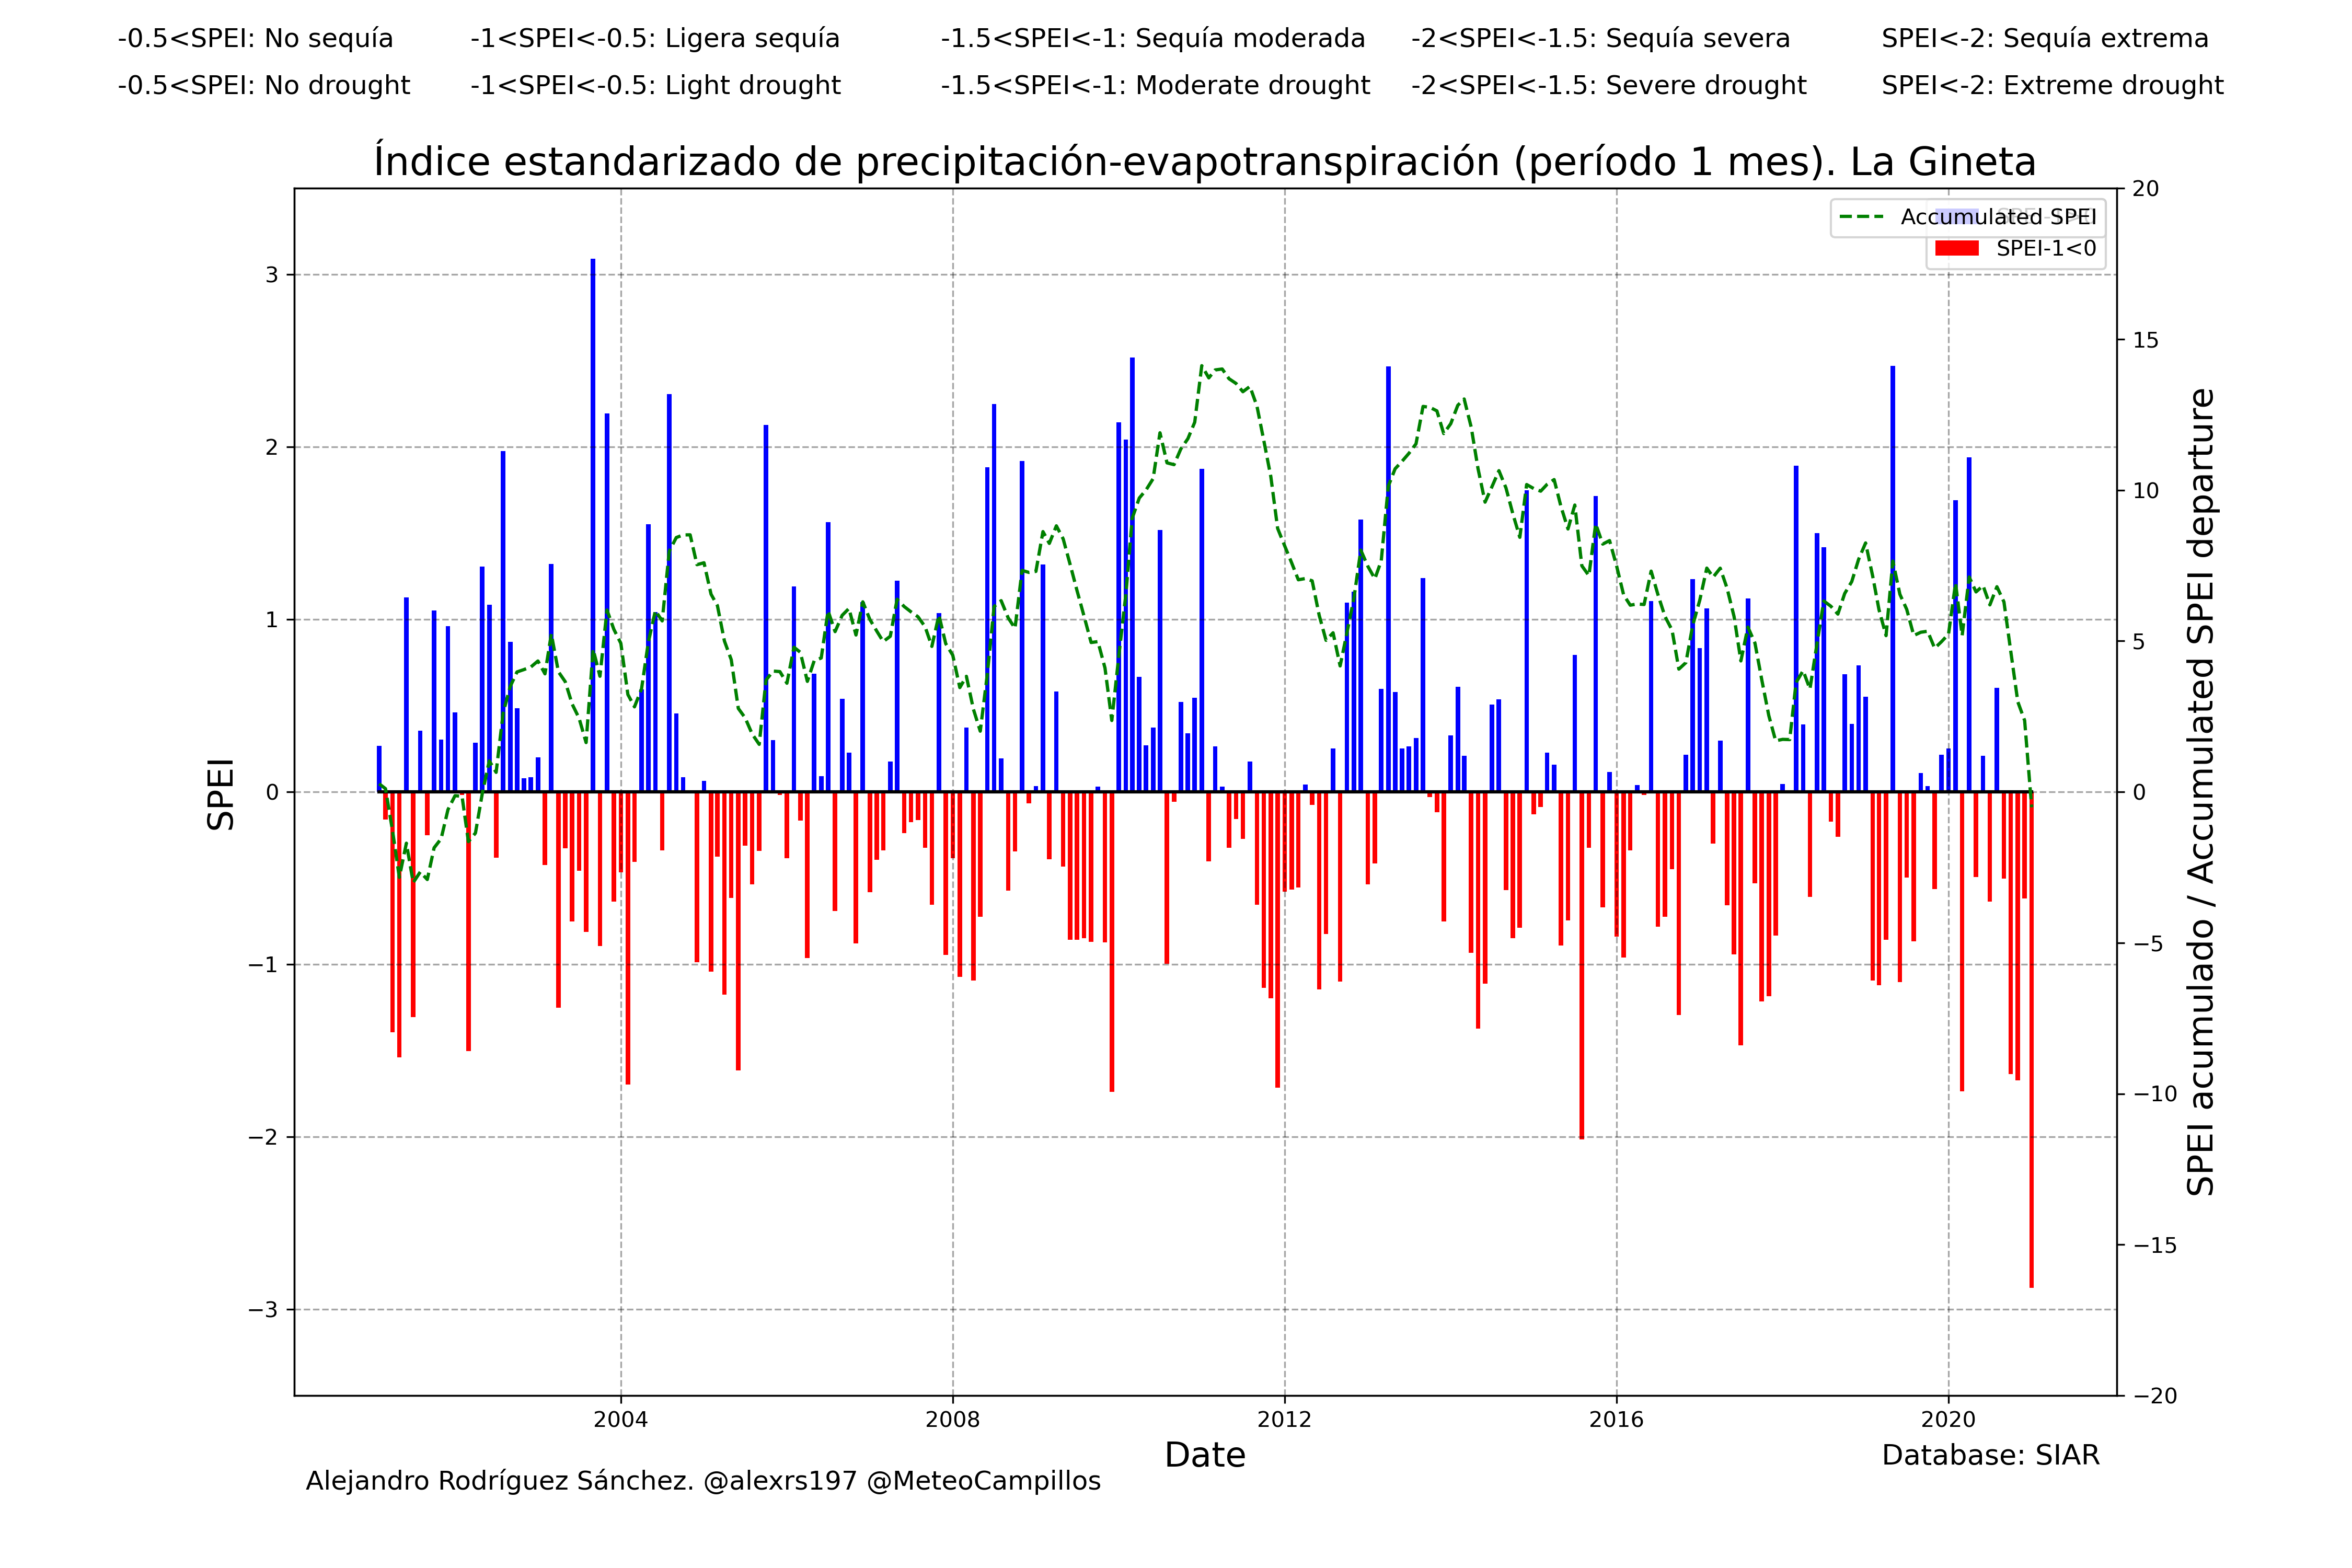 -0.5<SPEI: No sequía -1<SPEI<-0.5: Ligera sequía -1.5<SPEI<-1: Sequía moderada -2<SPEI<-1.5: Sequía severa SPEI<-2: Sequía extrema
-0.5<SPEI: No drought -1<SPEI<-0.5: Light drought -1.5<SPEI<-1: Moderate drought -2<SPEI<-1.5: Severe drought SPEI<-2: Extreme drought
Índice estandarizado de precipitación-evapotranspiración (período 1 mes). La Gineta
Accumulated SPEI
SPEI-1<0
SPEI
3
2
1
0
−1
−2
−3
20
15
10
5
0
−5
−10
−15
−20
SPEI acumulado / Accumulated SPEI departure
2004 2008 2012 2016 2020
Date
Database: SIAR
Alejandro Rodríguez Sánchez. @alexrs197 @MeteoCampillos